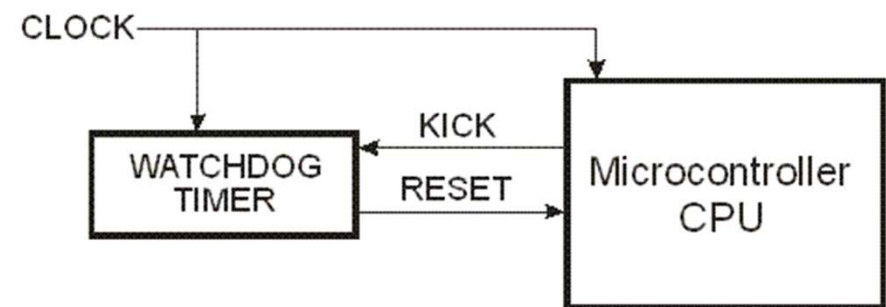 CLOCK
KICK
WATCHDOG
TIMER
RESET
Microcontroller
CPU